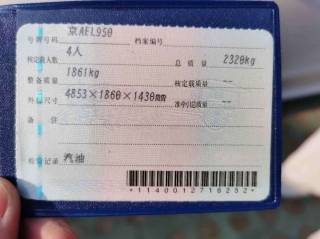 号牌号码 京AEL950 档案编号
核定载人数 4人 总质量 2320kg
整备质量 1861kg 核定载质量 --
外廓尺寸 4853×1860×1430mm 准牵引总质量 --
备注
检验记录 汽油
*1140012716252*